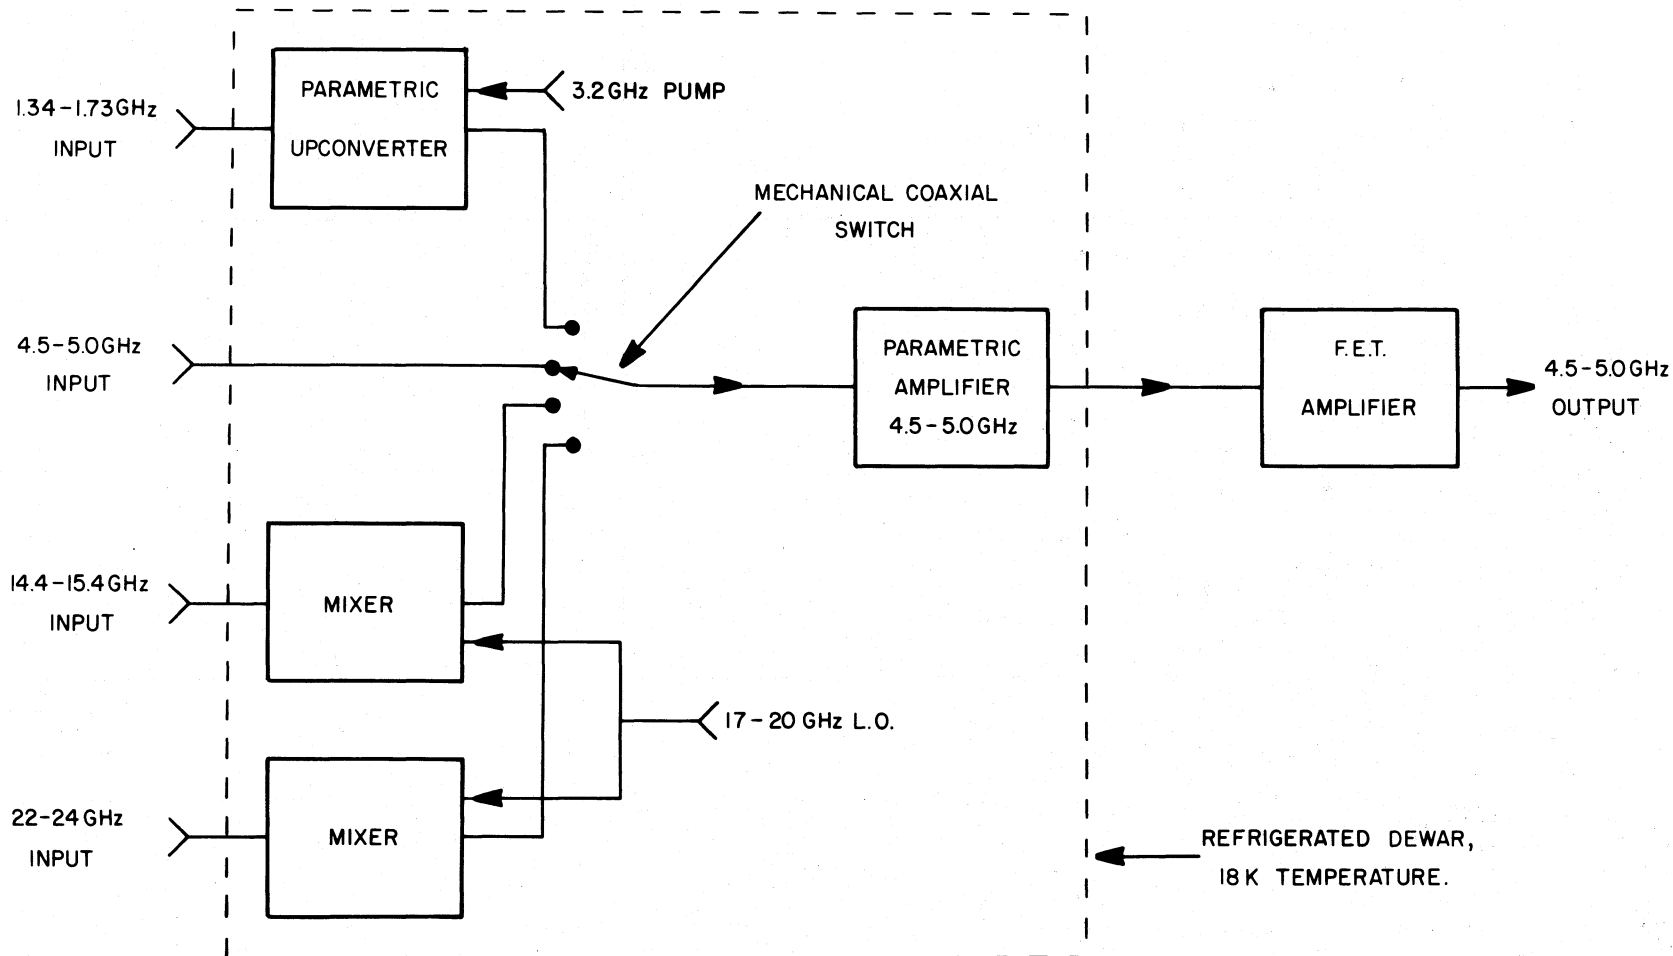 1.34-1.73GHz
INPUT
PARAMETRIC
UPCONVERTER
3.2GHz PUMP
MECHANICAL COAXIAL
SWITCH
4.5-5.0GHz
INPUT
PARAMETRIC
AMPLIFIER
4.5-5.0GHz
F.E.T.
AMPLIFIER
4.5-5.0GHz
OUTPUT
14.4-15.4GHz
INPUT
MIXER
17-20 GHz L.O.
22-24GHz
INPUT
MIXER
REFRIGERATED DEWAR,
18K TEMPERATURE.